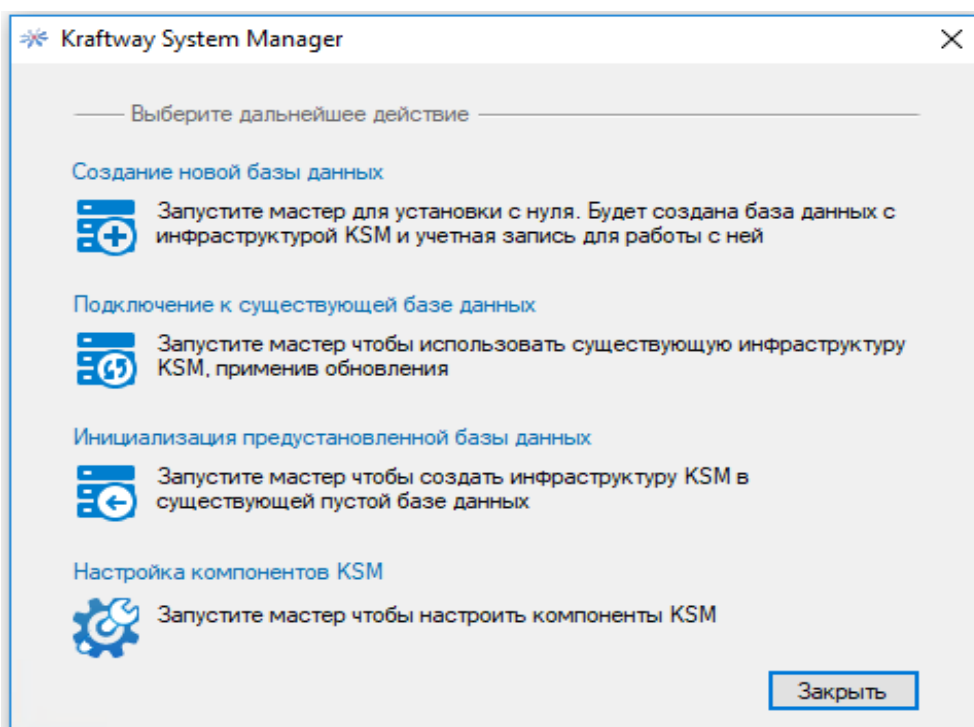 Kraftway System Manager
Выберите дальнейшее действие
Создание новой базы данных
Запустите мастер для установки с нуля. Будет создана база данных с
инфраструктурой KSM и учетная запись для работы с ней
Подключение к существующей базе данных
Запустите мастер чтобы использовать существующую инфраструктуру
KSM, применив обновления
Инициализация предустановленной базы данных
Запустите мастер чтобы создать инфраструктуру KSM в
существующей пустой базе данных
Настройка компонентов KSM
Запустите мастер чтобы настроить компоненты KSM
Закрыть